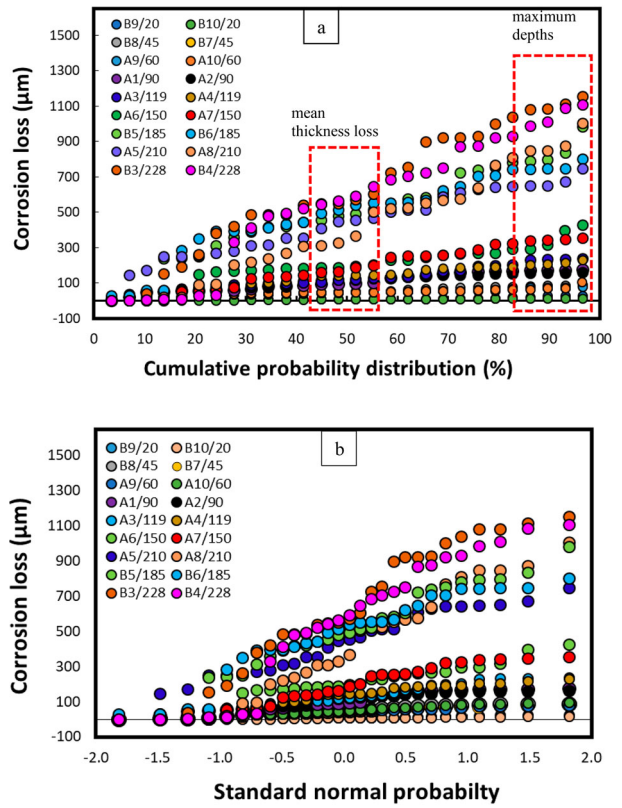 a
maximum
depths
1500
1300
1100
900
700
500
300
100
-100
Corrosion loss (µm)
B9/20 B10/20
B8/45 B7/45
A9/60 A10/60
A1/90 A2/90
A3/119 A4/119
A6/150 A7/150
B5/185 B6/185
A5/210 A8/210
B3/228 B4/228
mean
thickness loss
0 10 20 30 40 50 60 70 80 90 100
Cumulative probability distribution (%)
b
1500
1300
1100
900
700
500
300
100
-100
Corrosion loss (µm)
B9/20 B10/20
B8/45 B7/45
A9/60 A10/60
A1/90 A2/90
A3/119 A4/119
A6/150 A7/150
A5/210 A8/210
B5/185 B6/185
B3/228 B4/228
-2.0 -1.5 -1.0 -0.5 0.0 0.5 1.0 1.5 2.0
Standard normal probabilty